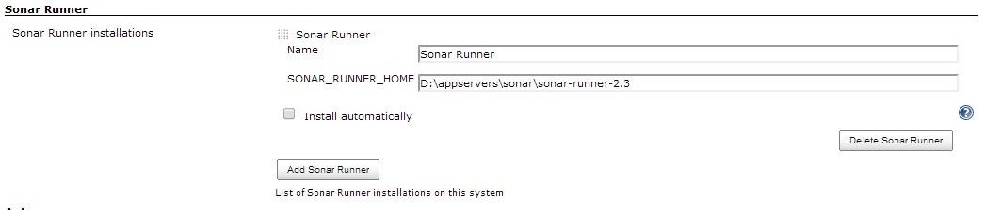 Sonar Runner
Sonar Runner installations
Sonar Runner
Name
Sonar Runner
SONAR_RUNNER_HOME
D:\appservers\sonar\sonar-runner-2.3
Install automatically
Delete Sonar Runner
Add Sonar Runner
List of Sonar Runner installations on this system